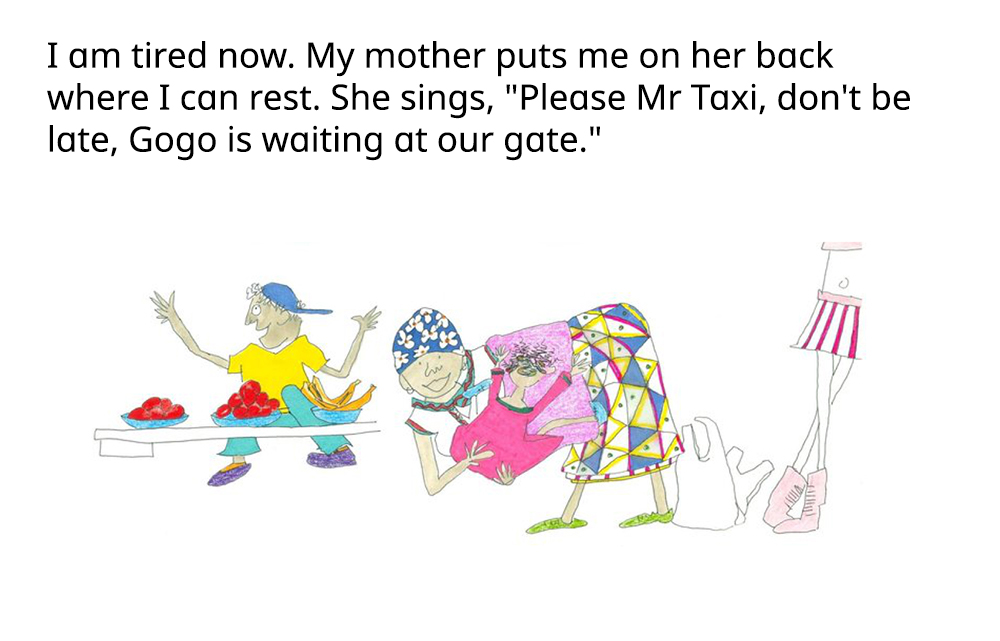 I am tired now. My mother puts me on her back
where I can rest. She sings, "Please Mr Taxi, don't be
late, Gogo is waiting at our gate."